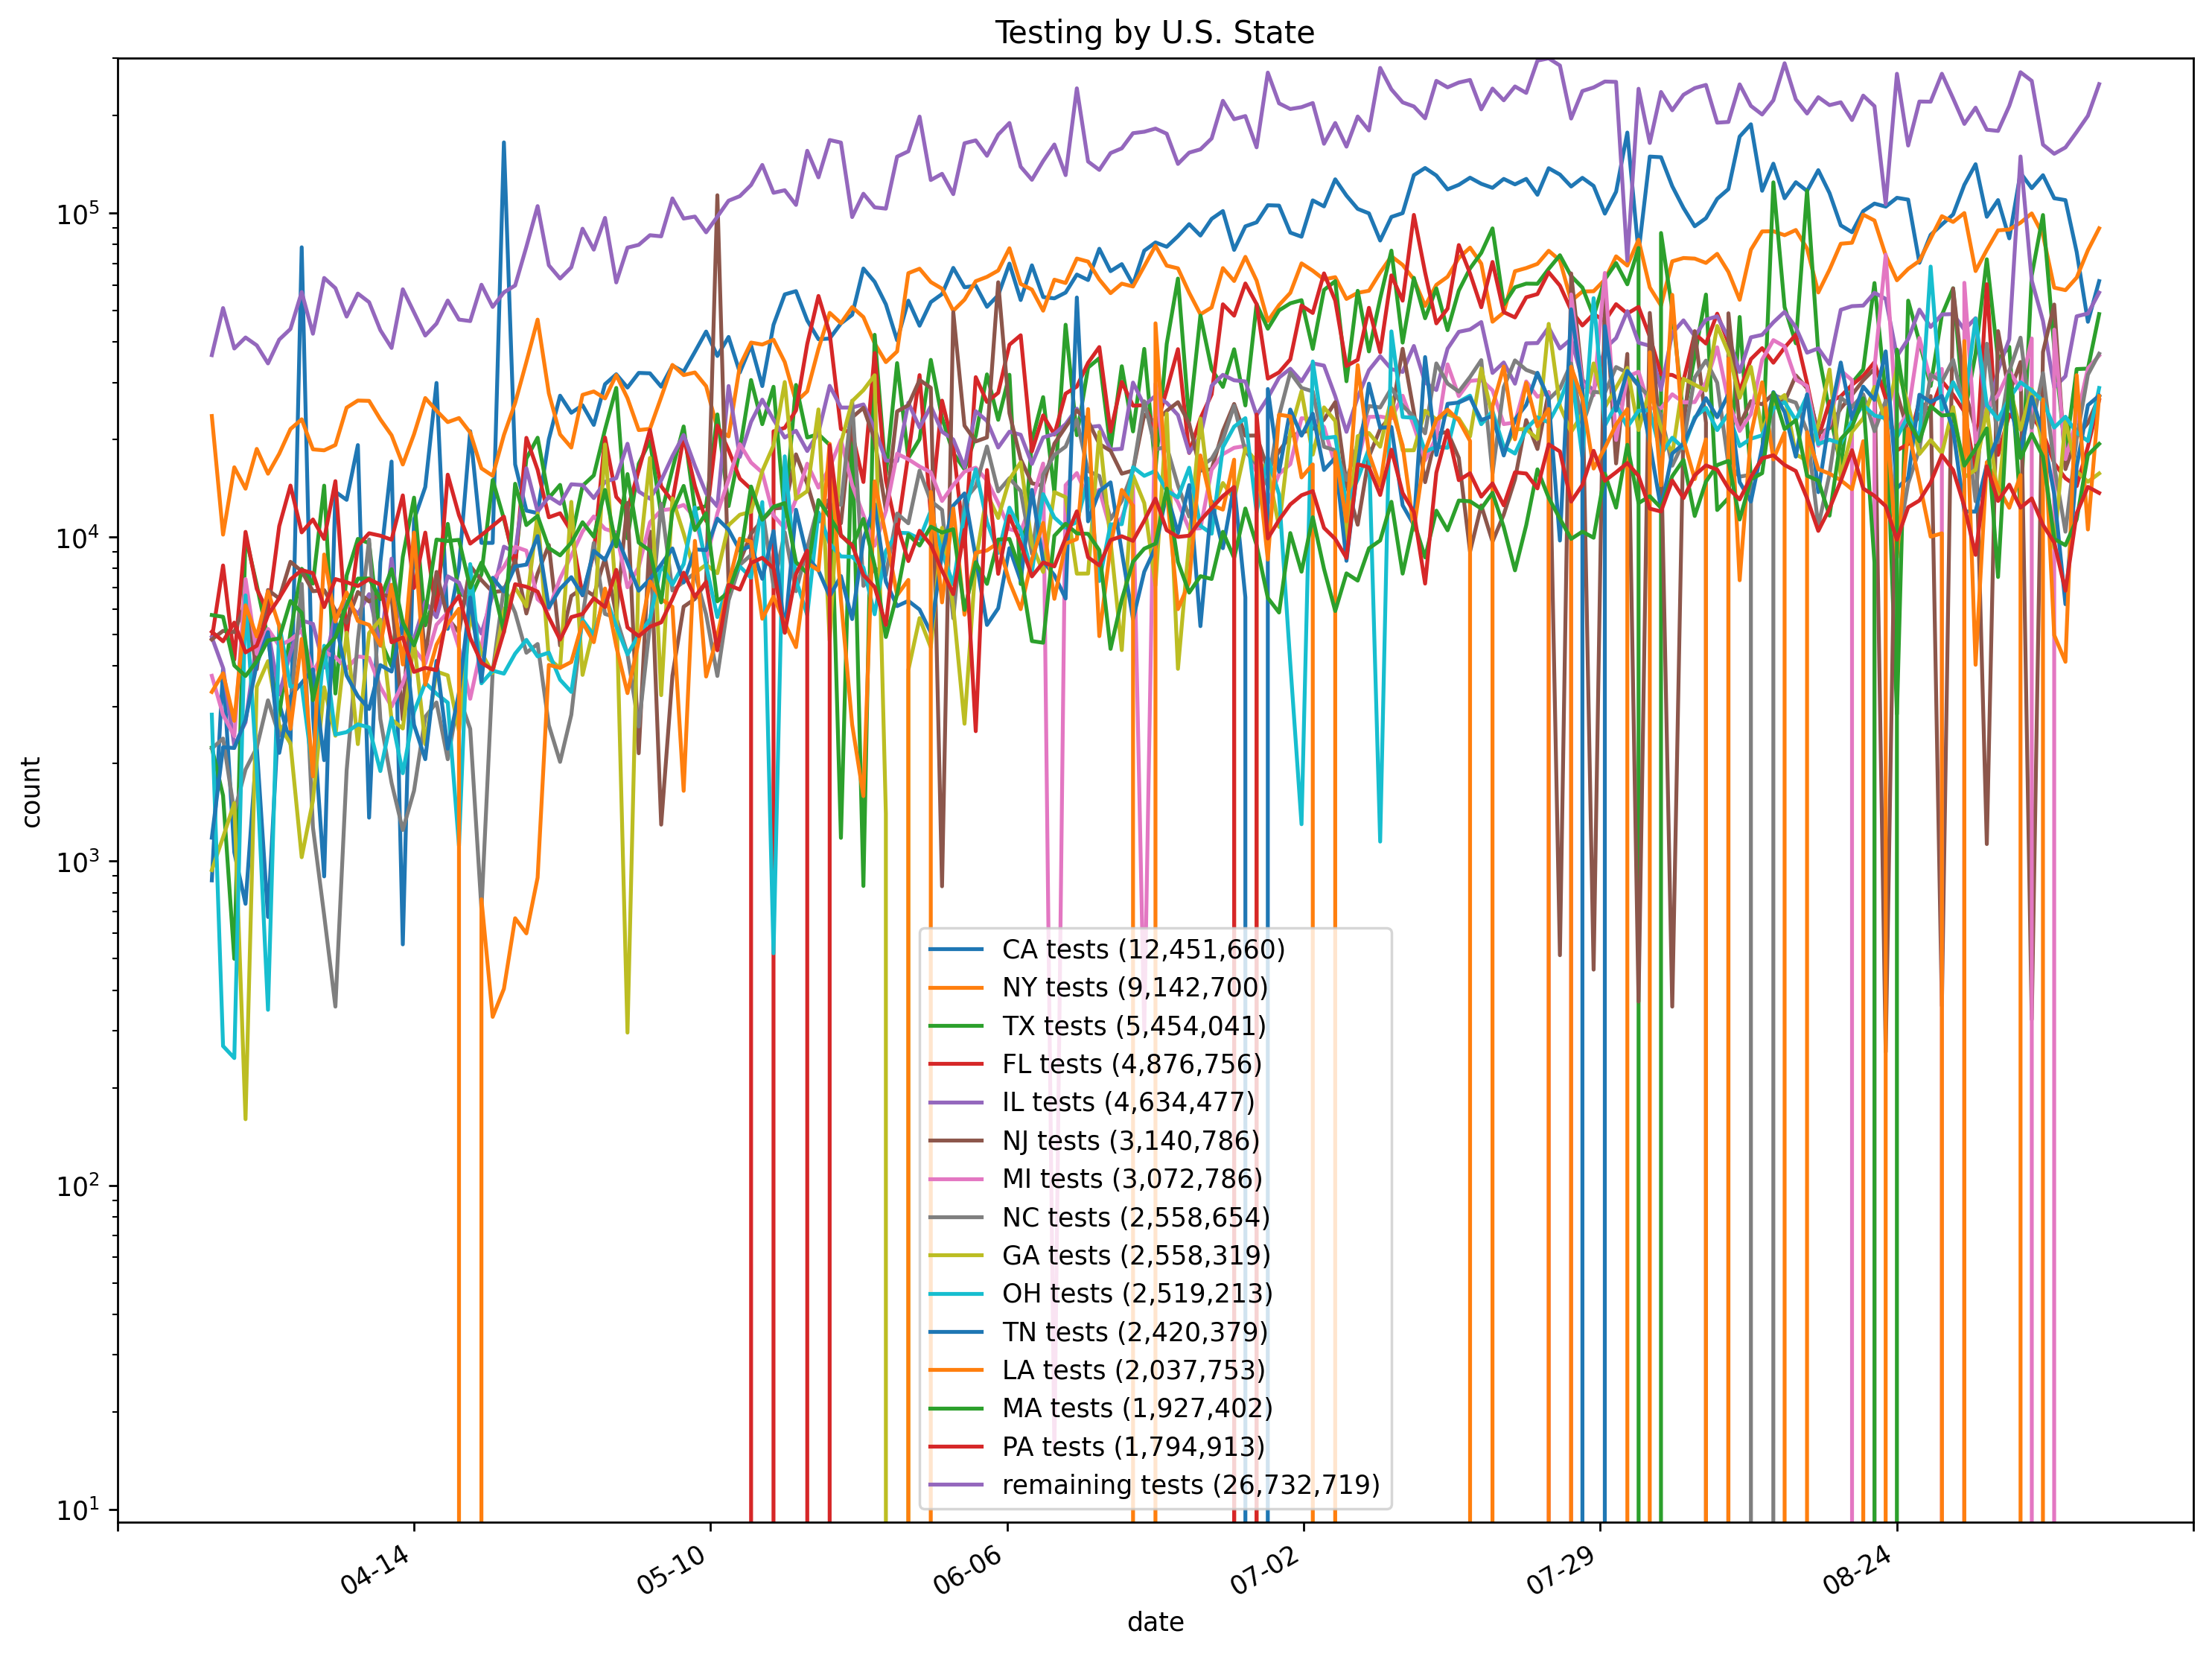 Testing by U.S. State
count
10^5
10^4
10^3
10^2
10^1
CA tests (12,451,660)
NY tests (9,142,700)
TX tests (5,454,041)
FL tests (4,876,756)
IL tests (4,634,477)
NJ tests (3,140,786)
MI tests (3,072,786)
NC tests (2,558,654)
GA tests (2,558,319)
OH tests (2,519,213)
TN tests (2,420,379)
LA tests (2,037,753)
MA tests (1,927,402)
PA tests (1,794,913)
remaining tests (26,732,719)
04-14
05-10
06-06
07-02
07-29
08-24
date